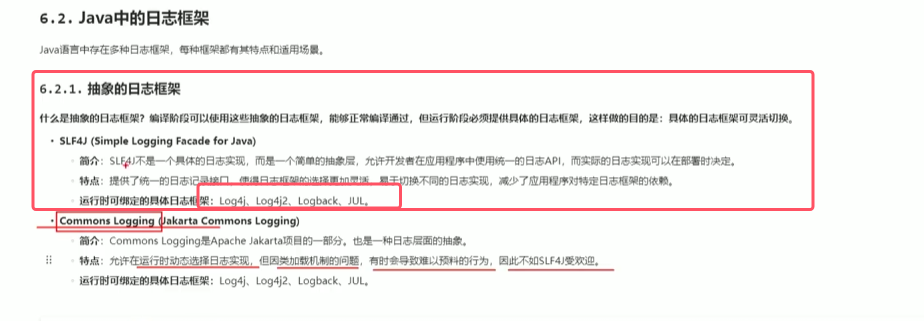 6.2. Java中的日志框架
Java语言中存在多种日志框架，每种框架都有其特点和适用场景。
6.2.1. 抽象的日志框架
什么是抽象的日志框架？编译阶段可以使用这些抽象的日志框架，能够正常编译通过，但运行阶段必须提供具体的日志框架，这样做的目的是：具体的日志框架可灵活切换。
• SLF4J (Simple Logging Facade for Java)
◦ 简介：SLF4J不是一个具体的日志实现，而是一个简单的抽象层，允许开发者在应用程序中使用统一的日志API，而实际的日志实现可以在部署时决定。
◦ 特点：提供了统一的日志记录接口，使得日志框架的选择更加灵活，易于切换不同的日志实现，减少了应用程序对特定日志框架的依赖。
◦ 运行时可绑定的具体日志框架：Log4j、Log4j2、Logback、JUL。
• Commons Logging (Jakarta Commons Logging)
◦ 简介：Commons Logging是Apache Jakarta项目的一部分。也是一种日志层面的抽象。
◦ 特点：允许在运行时动态选择日志实现，但因类加载机制的问题，有时会导致难以预料的行为，因此不如SLF4J受欢迎。
◦ 运行时可绑定的具体日志框架：Log4j、Log4j2、Logback、JUL。